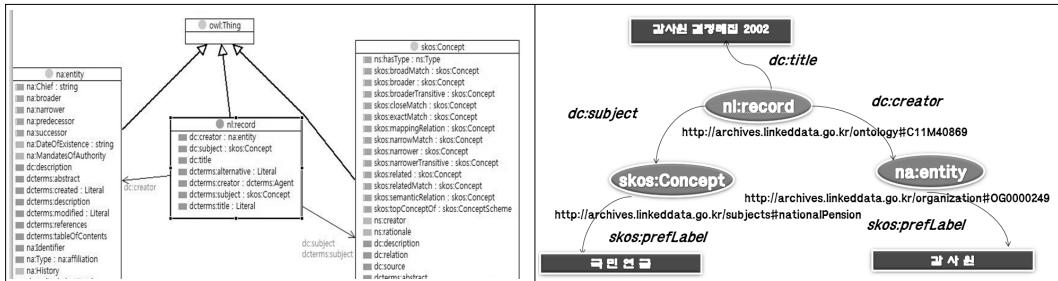 owl:Thing
na:entity
na:Chief : string
na:broader
na:narrower
na:predecessor
na:successor
na:DateOfExistence : string
na:MandatesOfAuthority
dc:description
dcterms:abstract
dcterms:created : Literal
dcterms:description
dcterms:modified : Literal
dcterms:references
dcterms:tableOfContents
na:Identifier
na:Type : na:affiliation
na:History
nl:record
dc:creator : na:entity
dc:subject : skos:Concept
dc:title
dcterms:alternative : Literal
dcterms:creator : dcterms:Agent
dcterms:subject : skos:Concept
dcterms:title : Literal
dc:creator
dc:subject
dcterms:subject
skos:Concept
ns:hasType : ns:Type
skos:broadMatch : skos:Concept
skos:broader : skos:Concept
skos:broaderTransitive : skos:Concept
skos:closeMatch : skos:Concept
skos:exactMatch : skos:Concept
skos:mappingRelation : skos:Concept
skos:narrowMatch : skos:Concept
skos:narrower : skos:Concept
skos:narrowerTransitive : skos:Concept
skos:related : skos:Concept
skos:relatedMatch : skos:Concept
skos:semanticRelation : skos:Concept
skos:topConceptOf : skos:ConceptScheme
ns:creator
ns:rationale
dc:description
dc:relation
dc:source
dcterms:abstract
감사원 결정례집 2002
dc:title
dc:subject
nl:record
dc:creator
http://archives.linkeddata.go.kr/ontology#C11M40869
skos:Concept
na:entity
http://archives.linkeddata.go.kr/organization#OG0000249
http://archives.linkeddata.go.kr/subjects#nationalPension
skos:prefLabel
skos:prefLabel
국민연금
감사원